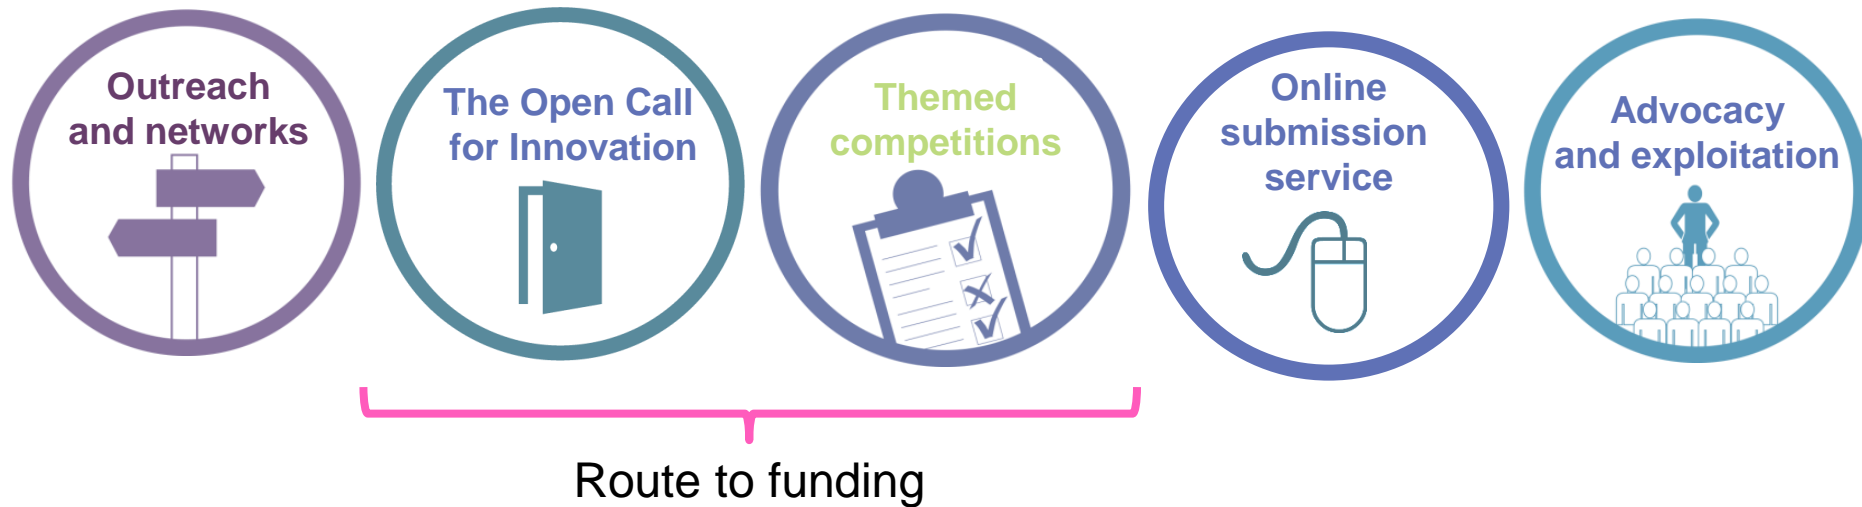 Outreach
and networks
The Open Call
for Innovation
Themed
competitions
Online
submission
service
Advocacy
and exploitation
Route to funding